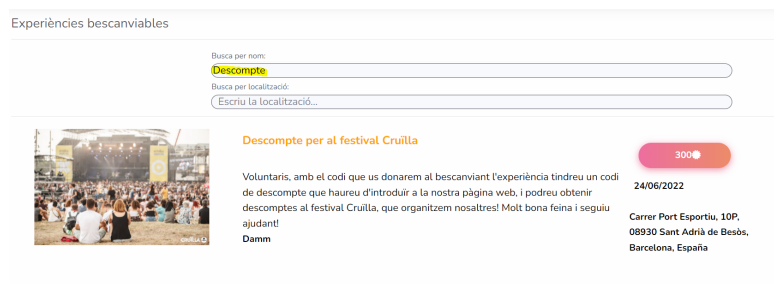 Experiències bescanviables
Busca per nom:
Descompte
Busca per localització:
Escriu la localització...
Descompte per al festival Cruïlla
Voluntaris, amb el codi que us donarem al bescanviant l'experiència tindreu un codi
de descompte que haureu d'introduïr a la nostra pàgina web, i podreu obtenir
descomptes al festival Cruïlla, que organitzem nosaltres! Molt bona feina i seguiu
ajudant!
Damm
300
24/06/2022
Carrer Port Esportiu, 10P,
08930 Sant Adrià de Besòs,
Barcelona, España